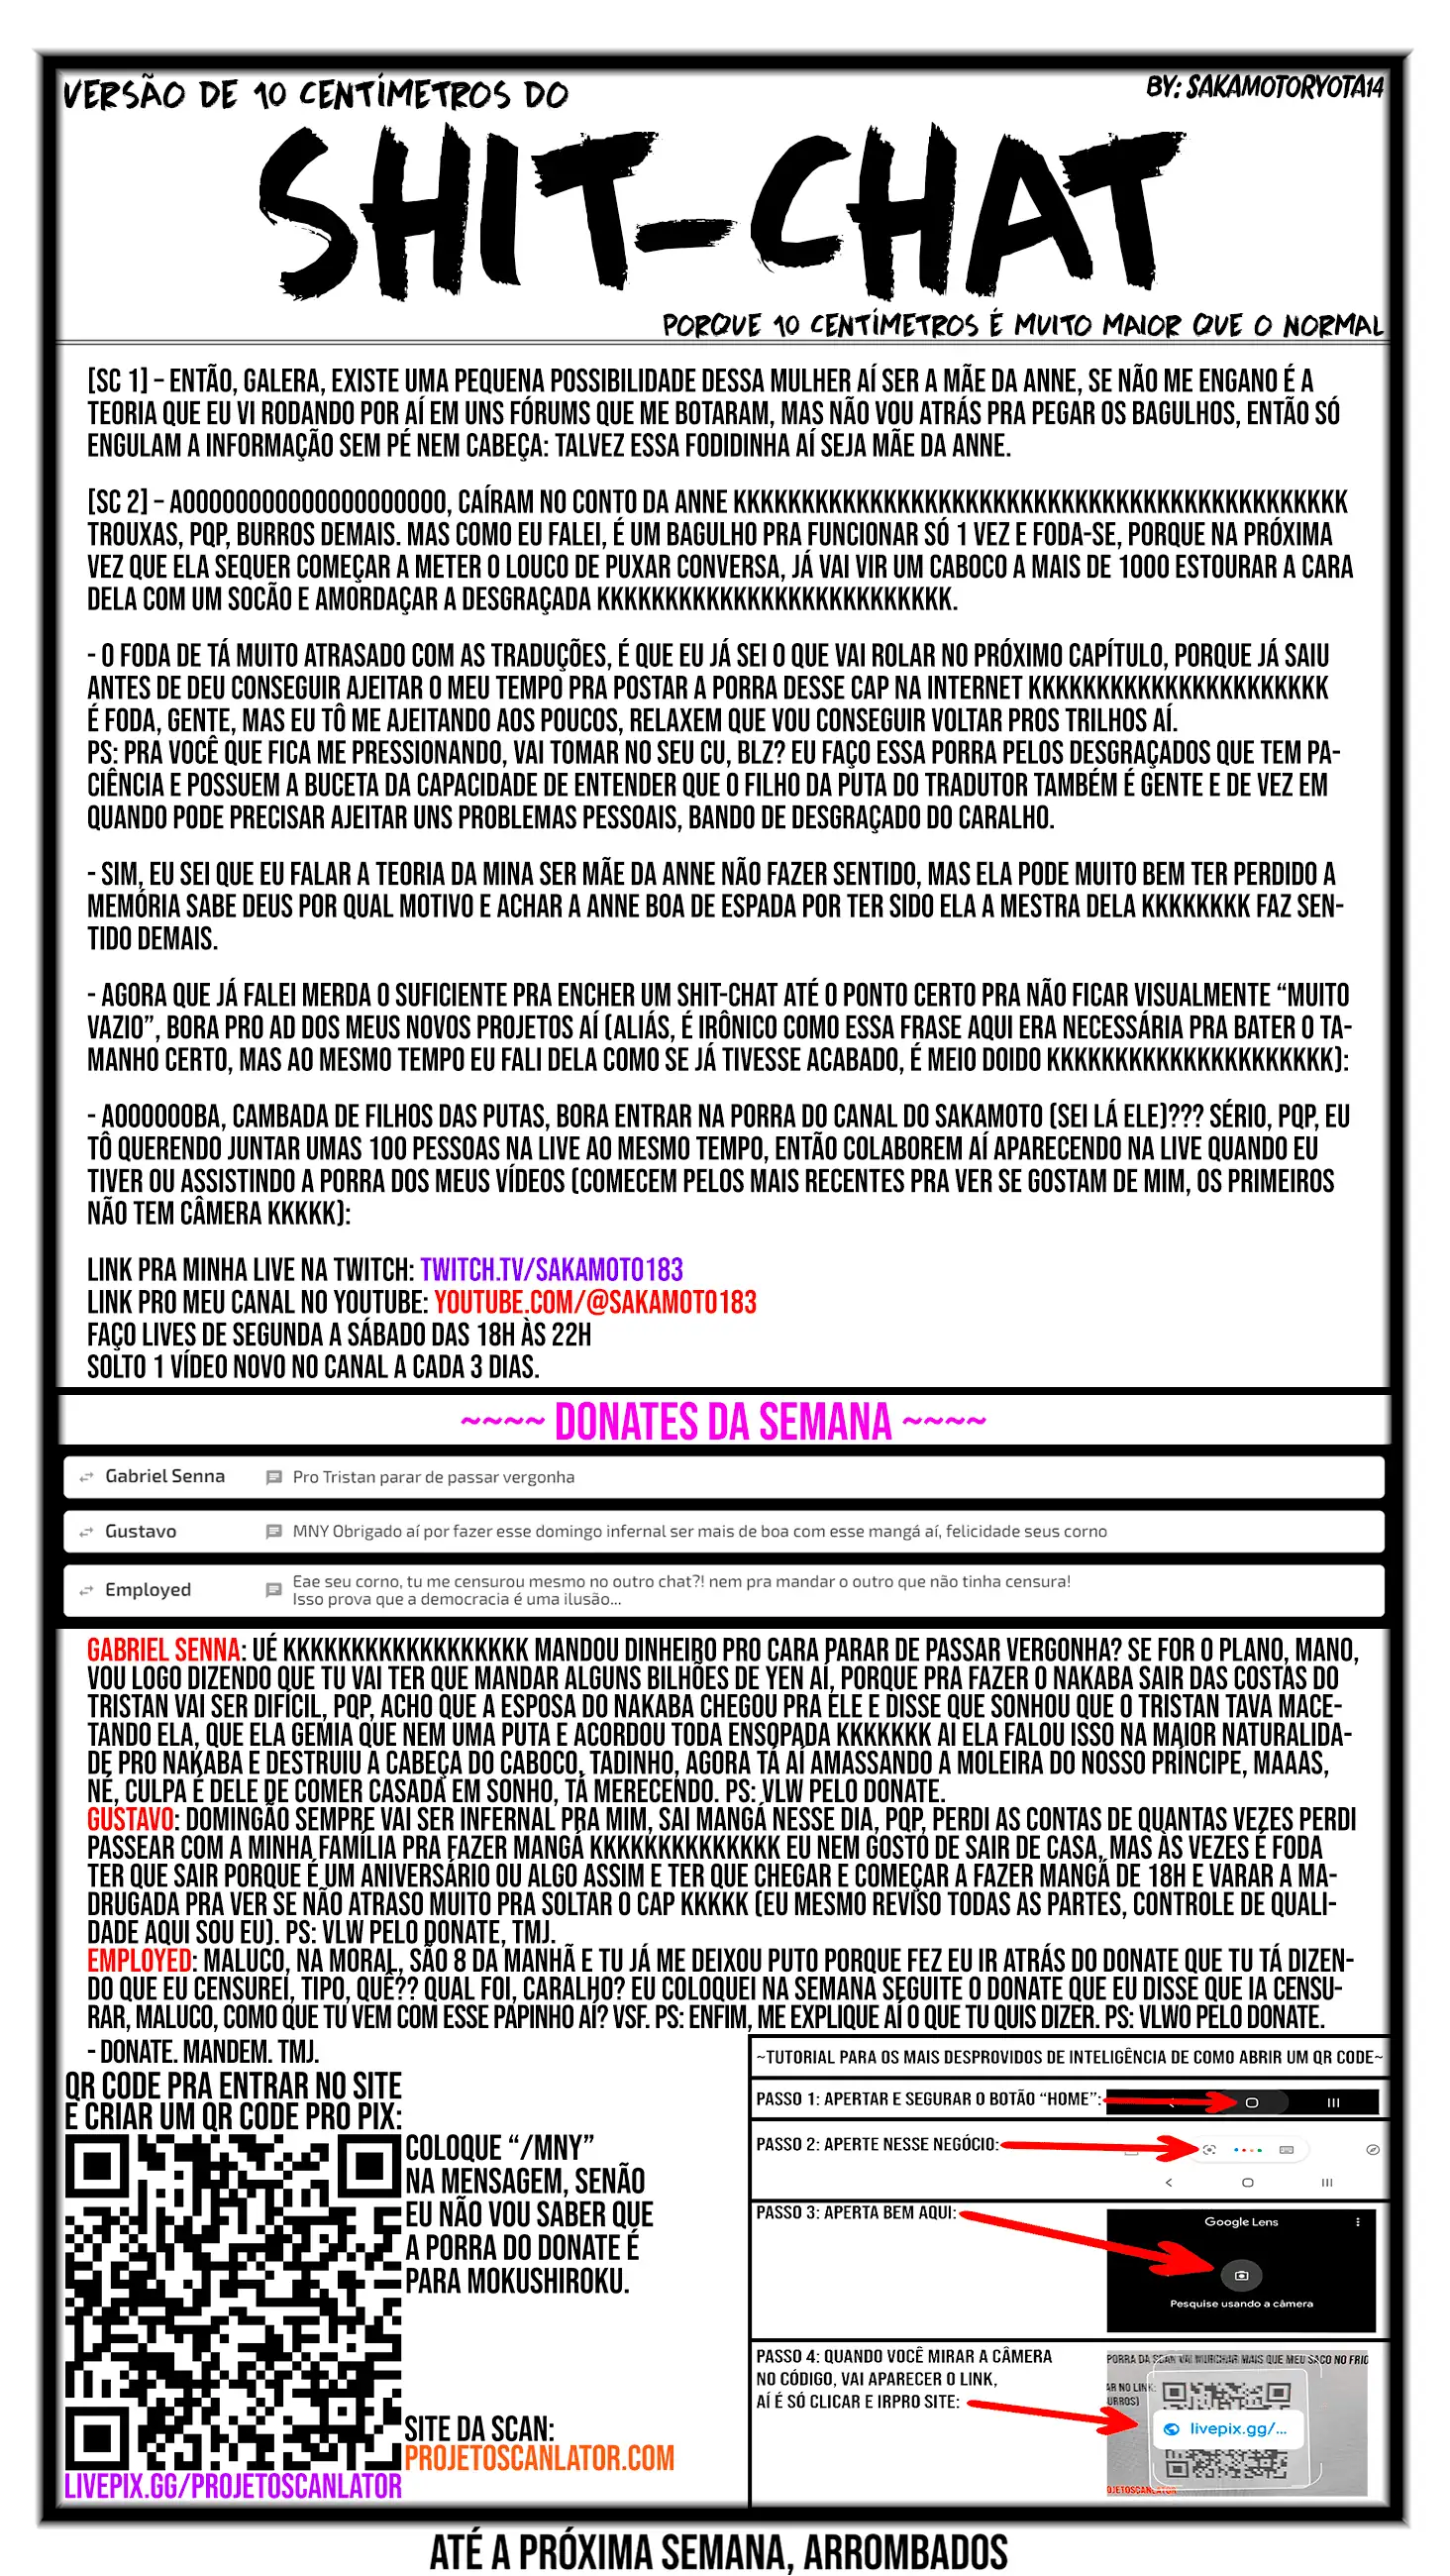 VERSÃO DE 10 CENTÍMETROS DO
BY: SAKAMOTORYOTA14
SHIT-CHAT
PORQUE 10 CENTÍMETROS É MUITO MAIOR QUE O NORMAL
[SC 1] – ENTÃO, GALERA, EXISTE UMA PEQUENA POSSIBILIDADE DESSA MULHER AÍ SER A MÃE DA ANNE, SE NÃO ME ENGANO É A
TEORIA QUE EU VI RODANDO POR AÍ EM UNS FÓRUMS QUE ME BOTARAM, MAS NÃO VOU ATRÁS PRA PEGAR OS BAGULHOS, ENTÃO SÓ
ENGULAM A INFORMAÇÃO SEM PÉ NEM CABEÇA: TALVEZ ESSA FODIDINHA AÍ SEJA MÃE DA ANNE.
[SC 2] – AOOOOOOOOOOOOOOOOOOOO, CAÍRAM NO CONTO DA ANNE KKKKKKKKKKKKKKKKKKKKKKKKKKKKKKKKKKKKKKKKKKKKK
TROUXAS, PQP, BURROS DEMAIS. MAS COMO EU FALEI, É UM BAGULHO PRA FUNCIONAR SÓ 1 VEZ E FODA-SE, PORQUE NA PRÓXIMA
VEZ QUE ELA SEQUER COMEÇAR A METER O LOUCO DE PUXAR CONVERSA, JÁ VAI VIR UM CABOCO A MAIS DE 1000 ESTOURAR A CARA
DELA COM UM SOCÃO E AMORDAÇAR A DESGRAÇADA KKKKKKKKKKKKKKKKKKKKKKKKKK.
- O FODA DE TÁ MUITO ATRASADO COM AS TRADUÇÕES, É QUE EU JÁ SEI O QUE VAI ROLAR NO PRÓXIMO CAPÍTULO, PORQUE JÁ SAIU
ANTES DE DEU CONSEGUIR AJEITAR O MEU TEMPO PRA POSTAR A PORRA DESSE CAP NA INTERNET KKKKKKKKKKKKKKKKKKKKKK
É FODA, GENTE, MAS EU TÔ ME AJEITANDO AOS POUCOS, RELAXEM QUE VOU CONSEGUIR VOLTAR PROS TRILHOS AÍ.
PS: PRA VOCÊ QUE FICA ME PRESSIONANDO, VAI TOMAR NO SEU CU, BLZ? EU FAÇO ESSA PORRA PELOS DESGRAÇADOS QUE TEM PA-
CIÊNCIA E POSSUEM A BUCETA DA CAPACIDADE DE ENTENDER QUE O FILHO DA PUTA DO TRADUTOR TAMBÉM É GENTE E DE VEZ EM
QUANDO PODE PRECISAR AJEITAR UNS PROBLEMAS PESSOAIS, BANDO DE DESGRAÇADO DO CARALHO.
- SIM, EU SEI QUE EU FALAR A TEORIA DA MINA SER MÃE DA ANNE NÃO FAZER SENTIDO, MAS ELA PODE MUITO BEM TER PERDIDO A
MEMÓRIA SABE DEUS POR QUAL MOTIVO E ACHAR A ANNE BOA DE ESPADA POR TER SIDO ELA A MESTRA DELA KKKKKKKK FAZ SEN-
TIDO DEMAIS.
- AGORA QUE JÁ FALEI MERDA O SUFICIENTE PRA ENCHER UM SHIT-CHAT ATÉ O PONTO CERTO PRA NÃO FICAR VISUALMENTE “MUITO
VAZIO”, BORA PRO AD DOS MEUS NOVOS PROJETOS AÍ (ALIÁS, É IRÔNICO COMO ESSA FRASE AQUI ERA NECESSÁRIA PRA BATER O TA-
MANHO CERTO, MAS AO MESMO TEMPO EU FALI DELA COMO SE JÁ TIVESSE ACABADO, É MEIO DOIDO KKKKKKKKKKKKKKKKKKKKK):
- AOOOOOOBA, CAMBADA DE FILHOS DAS PUTAS, BORA ENTRAR NA PORRA DO CANAL DO SAKAMOTO (SEI LÁ ELE)??? SÉRIO, PQP, EU
TÔ QUERENDO JUNTAR UMAS 100 PESSOAS NA LIVE AO MESMO TEMPO, ENTÃO COLABOREM AÍ APARECENDO NA LIVE QUANDO EU
TIVER OU ASSISTINDO A PORRA DOS MEUS VÍDEOS (COMECEM PELOS MAIS RECENTES PRA VER SE GOSTAM DE MIM, OS PRIMEIROS
NÃO TEM CÂMERA KKKKK):
LINK PRA MINHA LIVE NA TWITCH: TWITCH.TV/SAKAMOTO183
LINK PRO MEU CANAL NO YOUTUBE: YOUTUBE.COM/@SAKAMOTO183
FAÇO LIVES DE SEGUNDA A SÁBADO DAS 18H ÀS 22H
SOLTO 1 VÍDEO NOVO NO CANAL A CADA 3 DIAS.
~~~~ DONATES DA SEMANA ~~~~
Gabriel Senna Pro Tristan parar de passar vergonha
Gustavo MNY Obrigado aí por fazer esse domingo infernal ser mais de boa com esse mangá aí, felicidade seus corno
Employed Eae seu corno, tu me censurou mesmo no outro chat?! nem pra mandar o outro que não tinha censura!
Isso prova que a democracia é uma ilusão...
GABRIEL SENNA: UÉ KKKKKKKKKKKKKKKKKK MANDOU DINHEIRO PRO CARA PARAR DE PASSAR VERGONHA? SE FOR O PLANO, MANO,
VOU LOGO DIZENDO QUE TU VAI TER QUE MANDAR ALGUNS BILHÕES DE YEN AÍ, PORQUE PRA FAZER O NAKABA SAIR DAS COSTAS DO
TRISTAN VAI SER DIFÍCIL, PQP, ACHO QUE A ESPOSA DO NAKABA CHEGOU PRA ELE E DISSE QUE SONHOU QUE O TRISTAN TAVA MACE-
TANDO ELA, QUE ELA GEMIA QUE NEM UMA PUTA E ACORDOU TODA ENSOPADA KKKKKKK AI ELA FALOU ISSO NA MAIOR NATURALIDA-
DE PRO NAKABA E DESTRUIU A CABEÇA DO CABOCO, TADINHO, AGORA TÁ AÍ AMASSANDO A MOLEIRA DO NOSSO PRÍNCIPE, MAAAS,
NÉ, CULPA É DELE DE COMER CASADA EM SONHO, TÁ MERECENDO. PS: VLW PELO DONATE.
GUSTAVO: DOMINGÃO SEMPRE VAI SER INFERNAL PRA MIM, SAI MANGÁ NESSE DIA, PQP, PERDI AS CONTAS DE QUANTAS VEZES PERDI
PASSEAR COM A MINHA FAMÍLIA PRA FAZER MANGÁ KKKKKKKKKKKKKK EU NEM GOSTO DE SAIR DE CASA, MAS ÀS VEZES É FODA
TER QUE SAIR PORQUE É UM ANIVERSÁRIO OU ALGO ASSIM E TER QUE CHEGAR E COMEÇAR A FAZER MANGÁ DE 18H E VARAR A MA-
DRUGADA PRA VER SE NÃO ATRASO MUITO PRA SOLTAR O CAP KKKKK (EU MESMO REVISO TODAS AS PARTES, CONTROLE DE QUALI-
DADE AQUI SOU EU). PS: VLW PELO DONATE, TMJ.
EMPLOYED: MALUCO, NA MORAL, SÃO 8 DA MANHÃ E TU JÁ ME DEIXOU PUTO PORQUE FEZ EU IR ATRÁS DO DONATE QUE TU TÁ DIZEN-
DO QUE EU CENSUREI, TIPO, QUÊ?? QUAL FOI, CARALHO? EU COLOQUEI NA SEMANA SEGUITE O DONATE QUE EU DISSE QUE IA CENSU-
RAR, MALUCO, COMO QUE TU VEM COM ESSE PAPINHO AÍ? VSF. PS: ENFIM, ME EXPLIQUE AÍ O QUE TU QUIS DIZER. PS: VLWO PELO DONATE.
- DONATE. MANDEM. TMJ.
QR CODE PRA ENTRAR NO SITE
E CRIAR UM QR CODE PRO PIX:
COLOQUE “/MNY”
NA MENSAGEM, SENÃO
EU NÃO VOU SABER QUE
A PORRA DO DONATE É
PARA MOKUSHIROKU.
SITE DA SCAN:
PROJETOSCANLATOR.COM
LIVEPIX.GG/PROJETOSCANLATOR
~TUTORIAL PARA OS MAIS DESPROVIDOS DE INTELIGÊNCIA DE COMO ABRIR UM QR CODE~
PASSO 1: APERTAR E SEGURAR O BOTÃO “HOME”:
PASSO 2: APERTE NESSE NEGÓCIO:
PASSO 3: APERTA BEM AQUI:
Google Lens
Pesquise usando a câmera
PASSO 4: QUANDO VOCÊ MIRAR A CÂMERA
NO CÓDIGO, VAI APARECER O LINK,
AÍ É SÓ CLICAR E IRPRO SITE:
PORRA DA SCAN VAI MURCHAR MAIS QUE MEU SACO NO FRIO
AR NO LINK:
URROS)
livepix.gg/...
OJETOSCANLATOR
ATÉ A PRÓXIMA SEMANA, ARROMBADOS